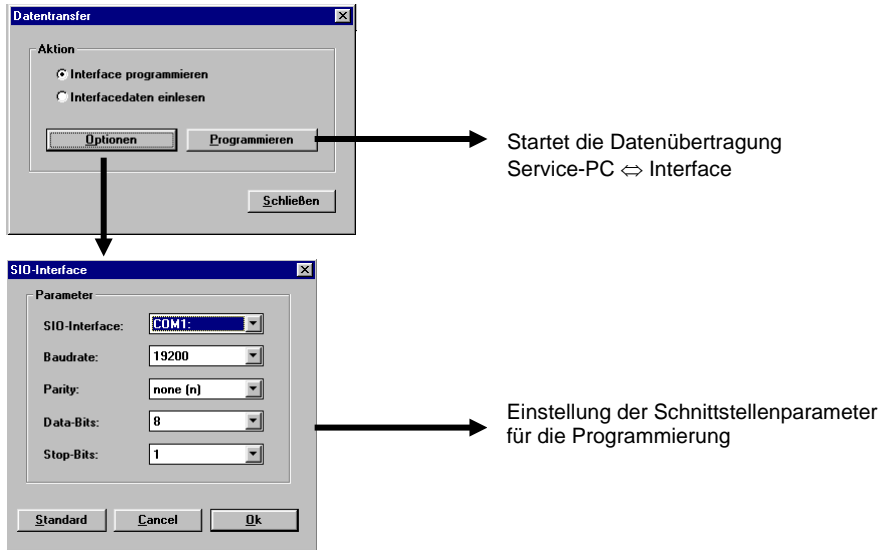 Datentransfer
Aktion
Interface programmieren
Interfacedaten einlesen
Optionen
Programmieren
Startet die Datenübertragung
Service-PC ⇔ Interface
Schließen
SIO-Interface
Parameter
SIO-Interface: COM1:
Baudrate: 19200
Parity: none (n)
Data-Bits: 8
Stop-Bits: 1
Einstellung der Schnittstellenparameter
für die Programmierung
Standard
Cancel
Ok